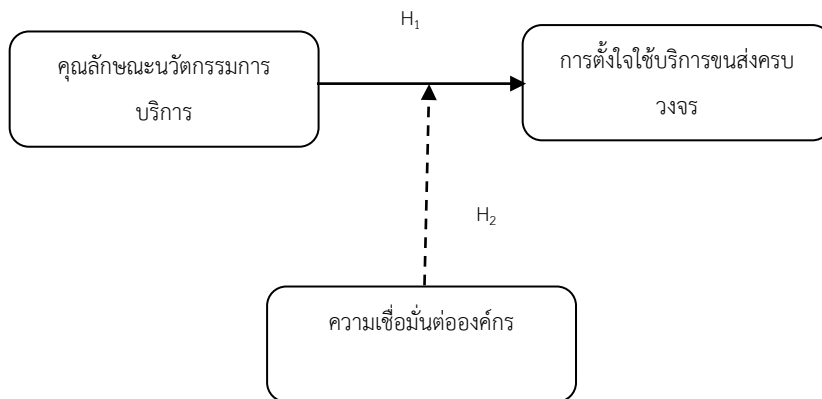 H₁
คุณลักษณะนวัตกรรมการ
บริการ
การตั้งใจใช้บริการขนส่งครบ
วงจร
H₂
ความเชื่อมั่นต่อองค์กร